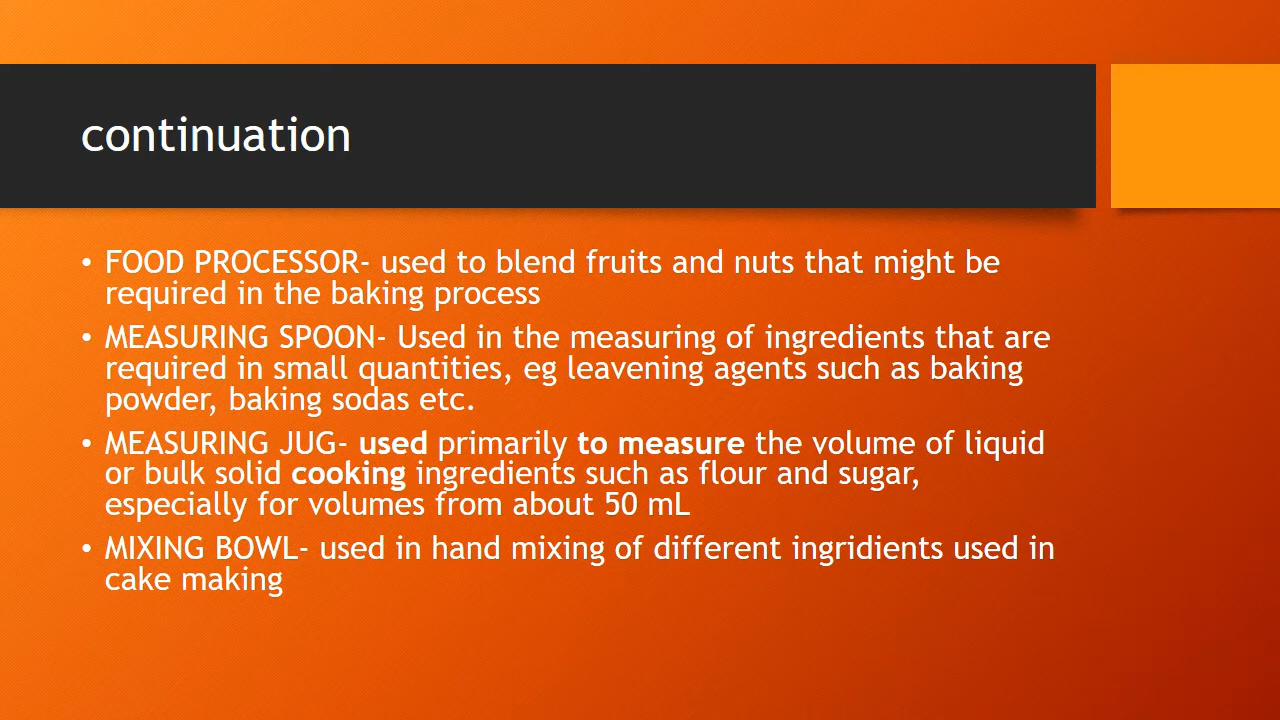 continuation
• FOOD PROCESSOR- used to blend fruits and nuts that might be
required in the baking process
• MEASURING SPOON- Used in the measuring of ingredients that are
required in small quantities, eg leavening agents such as baking
powder, baking sodas etc.
• MEASURING JUG- used primarily to measure the volume of liquid
or bulk solid cooking ingredients such as flour and sugar,
especially for volumes from about 50 mL
• MIXING BOWL- used in hand mixing of different ingridients used in
cake making